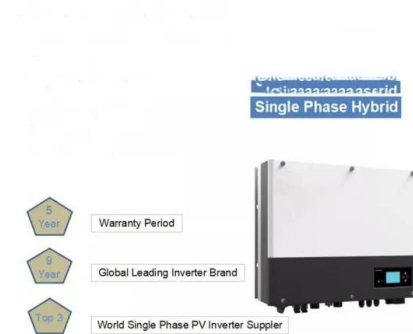 Single Phase Hybrid
5
Year
Warranty Period
9
Year
Global Leading Inverter Brand
Top 3
World Single Phase PV Inverter Suppler